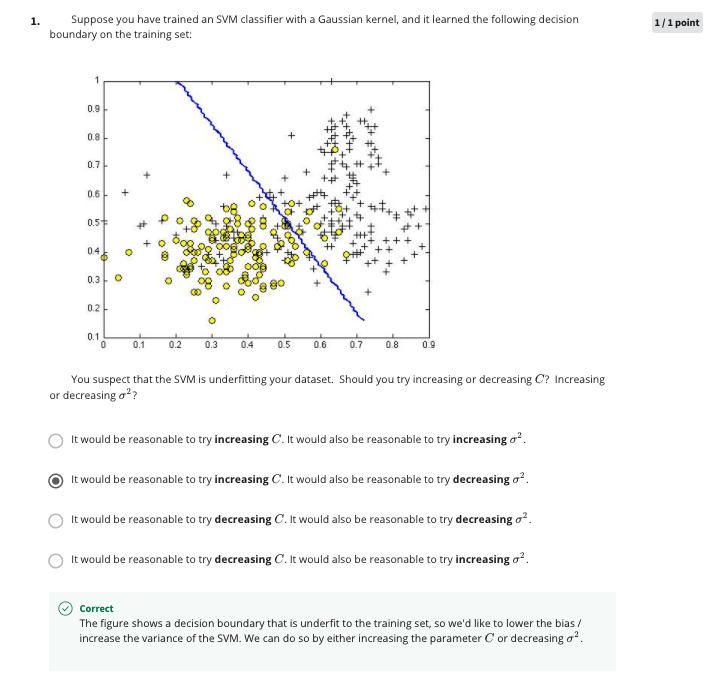 1. Suppose you have trained an SVM classifier with a Gaussian kernel, and it learned the following decision
1 / 1 point
boundary on the training set:
1
0.9
0.8
0.7
0.6
0.5
0.4
0.3
0.2
0.1
0 0.1 0.2 0.3 0.4 0.5 0.6 0.7 0.8 0.9
You suspect that the SVM is underfitting your dataset. Should you try increasing or decreasing C? Increasing
or decreasing σ²?
It would be reasonable to try increasing C. It would also be reasonable to try increasing σ².
It would be reasonable to try increasing C. It would also be reasonable to try decreasing σ².
It would be reasonable to try decreasing C. It would also be reasonable to try decreasing σ².
It would be reasonable to try decreasing C. It would also be reasonable to try increasing σ².
Correct
The figure shows a decision boundary that is underfit to the training set, so we'd like to lower the bias /
increase the variance of the SVM. We can do so by either increasing the parameter C or decreasing σ².